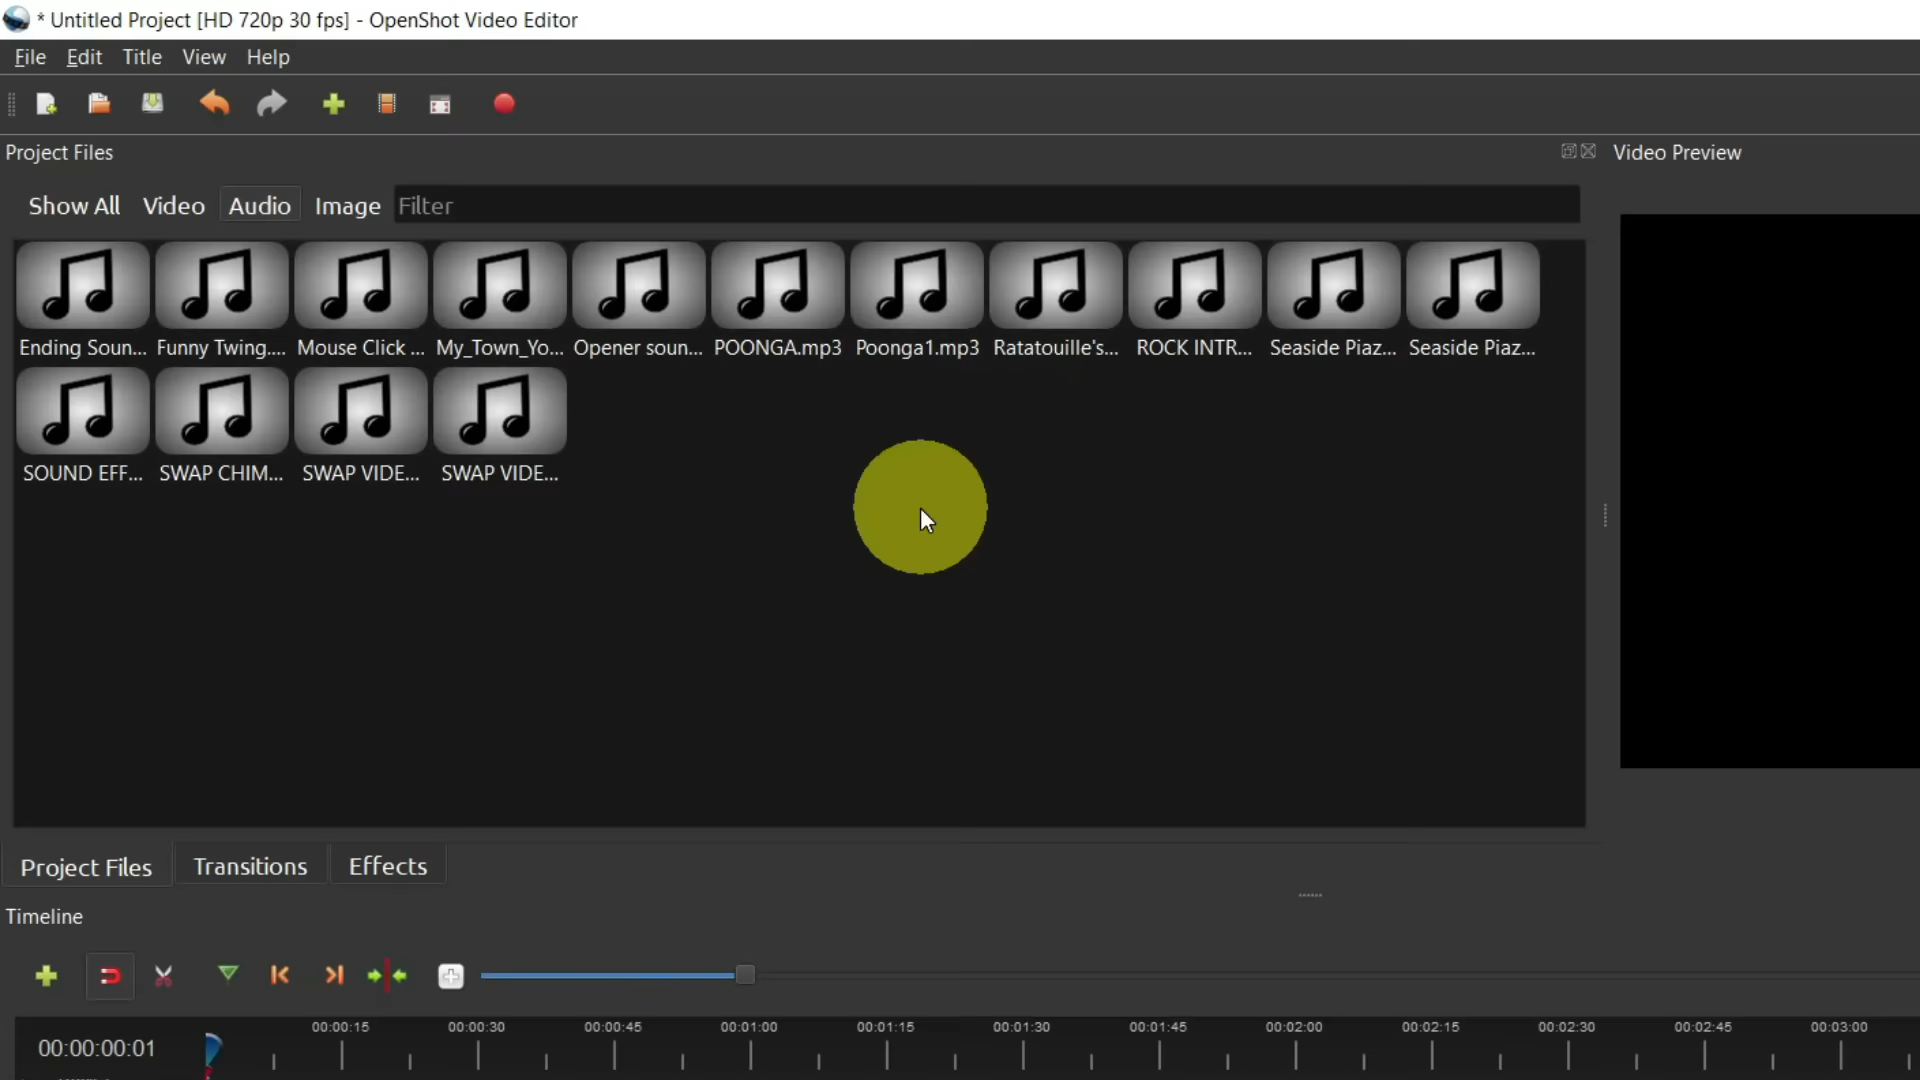 * Untitled Project [HD 720p 30 fps] - OpenShot Video Editor
File Edit Title View Help
Project Files
Video Preview
Show All Video Audio Image Filter
Ending Soun... Funny Twing.... Mouse Click ... My_Town_Yo... Opener soun... POONGA.mp3 Poonga1.mp3 Ratatouille's... ROCK INTR... Seaside Piaz... Seaside Piaz...
SOUND EFF... SWAP CHIM... SWAP VIDE... SWAP VIDE...
Project Files Transitions Effects
Timeline
00:00:15 00:00:30 00:00:45 00:01:00 00:01:15 00:01:30 00:01:45 00:02:00 00:02:15 00:02:30 00:02:45 00:03:00
00:00:00:01